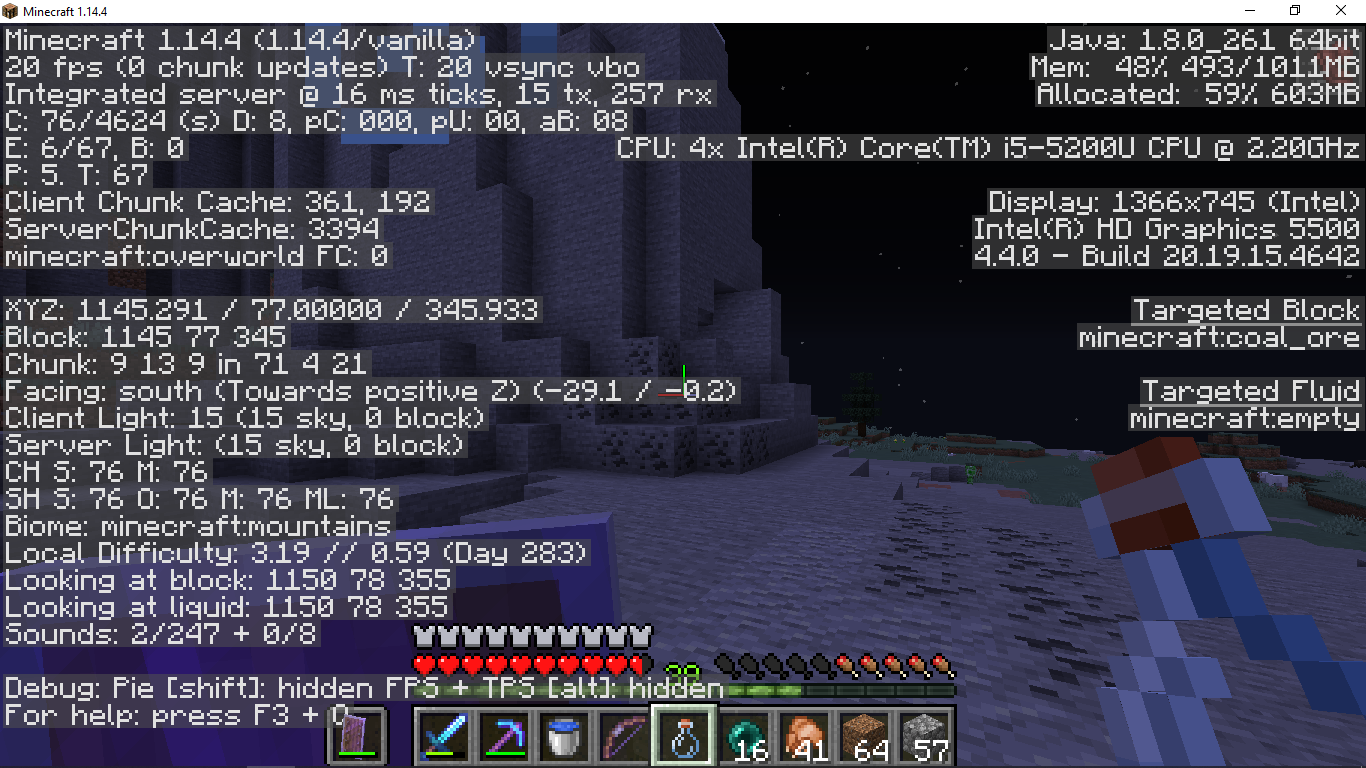 Minecraft 1.14.4
Minecraft 1.14.4 (1.14.4/vanilla)
20 fps (0 chunk updates) T: 20 vsync vbo
Integrated server @ 16 ms ticks, 15 tx, 257 rx
C: 76/4624 (s) D: 8, pC: 000, pU: 00, aB: 08
E: 6/67, B: 0
P: 5. T: 67
Client Chunk Cache: 361, 192
ServerChunkCache: 3394
minecraft:overworld FC: 0
XYZ: 1145.291 / 77.00000 / 345.933
Block: 1145 77 345
Chunk: 9 13 9 in 71 4 21
Facing: south (Towards positive Z) (-29.1 / -0.2)
Client Light: 15 (15 sky, 0 block)
Server Light: (15 sky, 0 block)
CH S: 76 M: 76
SH S: 76 O: 76 M: 76 ML: 76
Biome: minecraft:mountains
Local Difficulty: 3.19 // 0.59 (Day 283)
Looking at block: 1150 78 355
Looking at liquid: 1150 78 355
Sounds: 2/247 + 0/8
Debug: Pie [shift]: hidden FPS + TPS [alt]: hidden
For help: press F3 + Q
Java: 1.8.0_261 64bit
Mem: 48% 493/1011MB
Allocated: 59% 603MB
CPU: 4x Intel(R) Core(TM) i5-5200U CPU @ 2.20GHz
Display: 1366x745 (Intel)
Intel(R) HD Graphics 5500
4.4.0 - Build 20.19.15.4642
Targeted Block
minecraft:coal_ore
Targeted Fluid
minecraft:empty
39
16
41
64
57